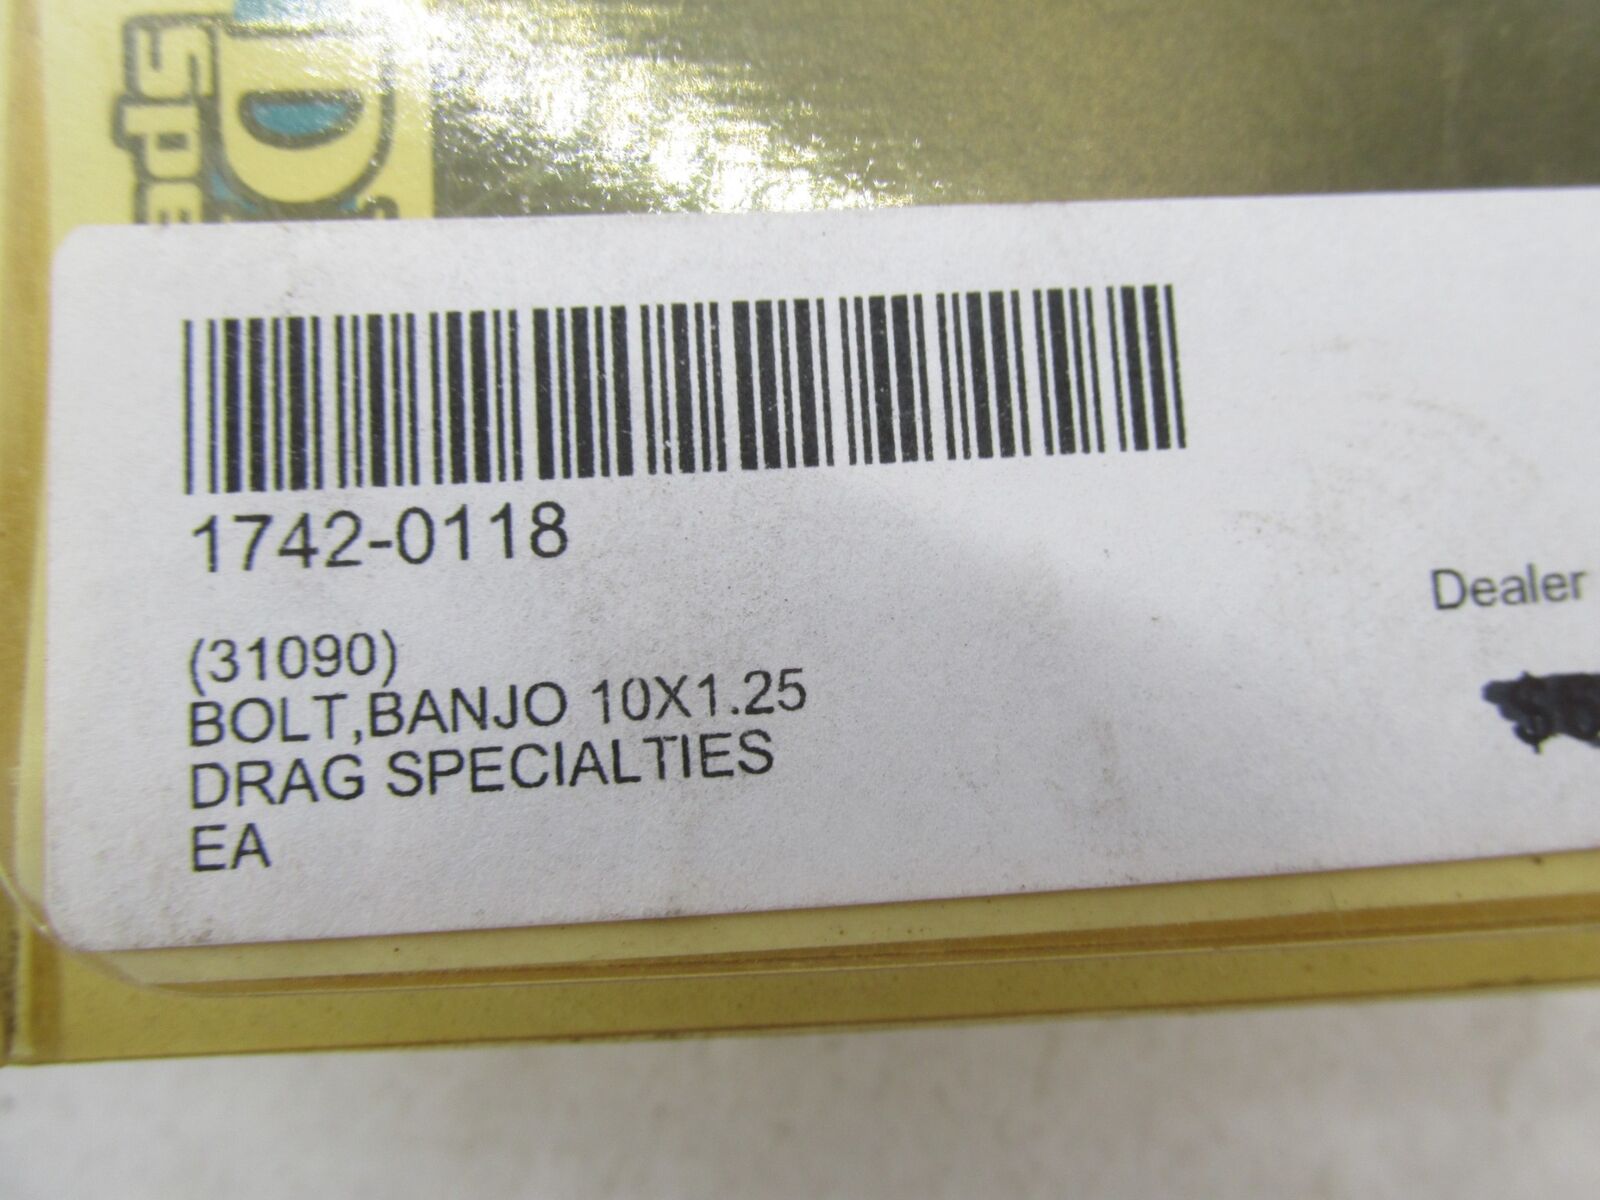 1742-0118
(31090)
BOLT,BANJO 10X1.25
DRAG SPECIALTIES
EA
Dealer